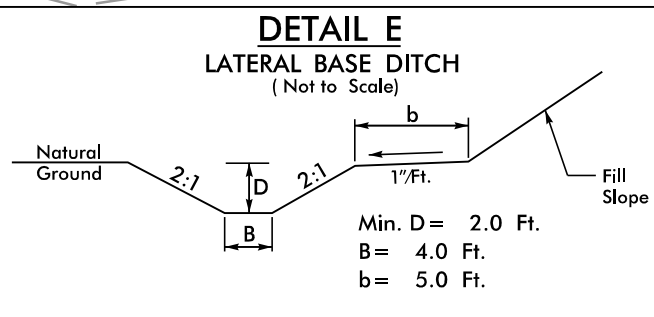 DETAIL E
LATERAL BASE DITCH
( Not to Scale)
b
Natural
Ground
2:1
D
2:1
1"/Ft.
B
Fill
Slope
Min. D= 2.0 Ft.
B= 4.0 Ft.
b= 5.0 Ft.